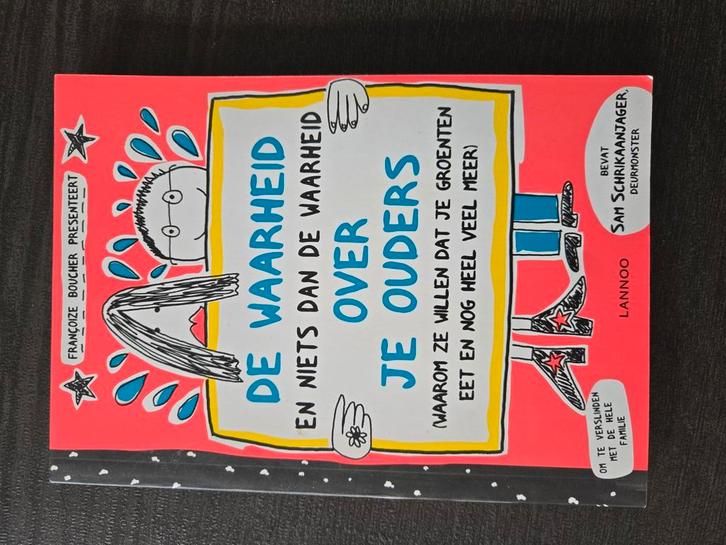 FRANÇOIZE BOUCHER PRESENTEERT
DE WAARHEID
EN NIETS DAN DE WAARHEID
OVER
JE OUDERS
(WAAROM ZE WILLEN DAT JE GROENTEN
EET EN NOG HEEL VEEL MEER)
OM TE VERSLINDEN
MET DE HELE
FAMILIE
LANNOO
BEVAT
SAM SCHRIKAANJAGER,
DEURMONSTER